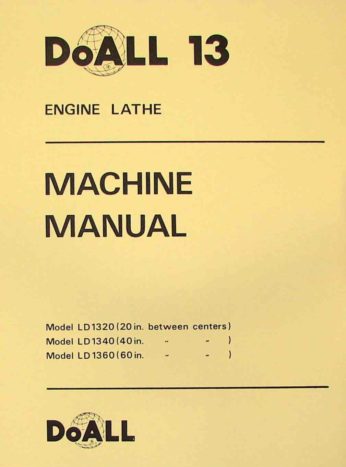 DoALL 13
ENGINE LATHE
MACHINE
MANUAL
Model LD1320(20 in. between centers)
Model LD1340(40 in. " " )
Model LD1360(60 in. " " )
DoALL